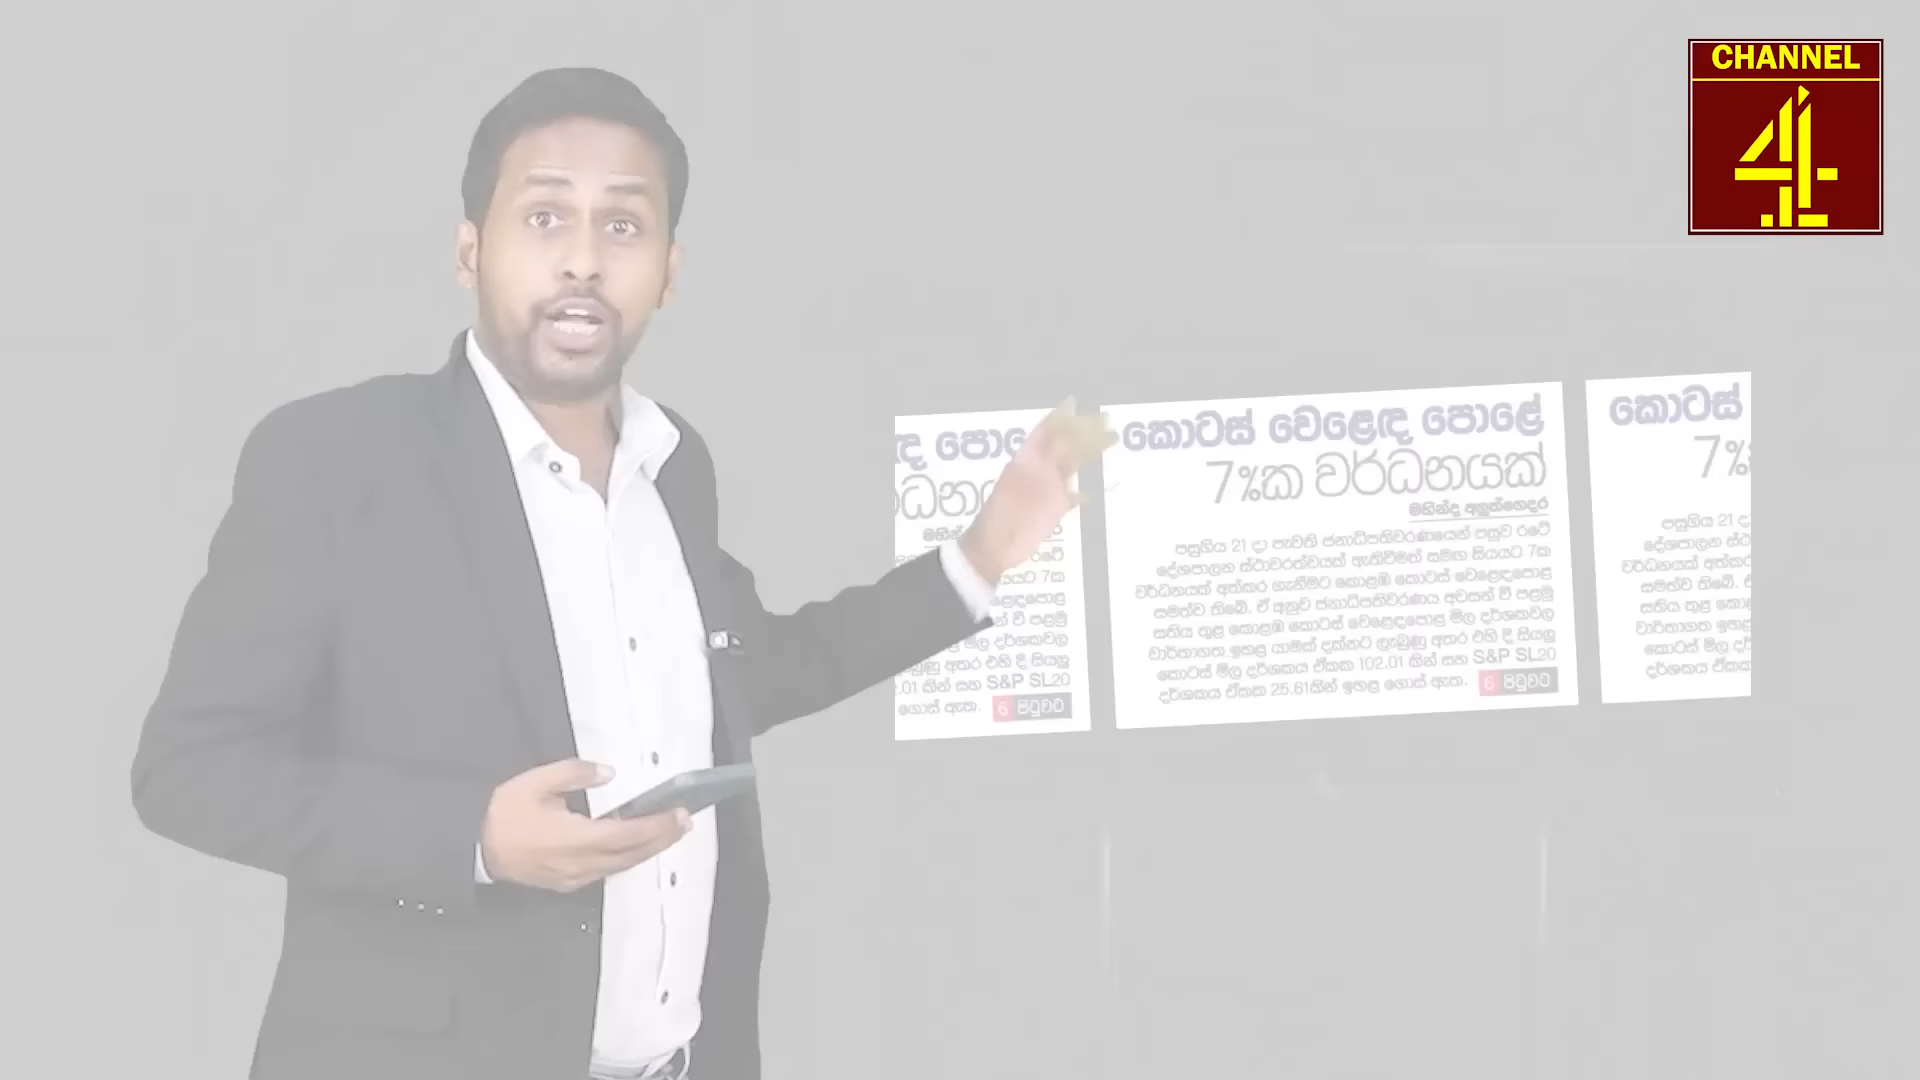 CHANNEL
4
කොටස් වෙළෙඳ පොළේ
7%ක වර්ධනයක්
මහින්ද අලුත්ගෙදර
පසුගිය 21 දා පැවති ජනාධිපතිවරණයෙන් පසුව රටේ
දේශපාලන ස්ථාවරත්වයක් ඇතිවීමත් සමඟ සියයට 7ක
වර්ධනයක් අත්කර ගැනීමට කොළඹ කොටස් වෙළෙඳපොළ
සමත්ව තිබේ. ඒ අනුව ජනාධිපතිවරණය අවසන් වී පළමු
සතිය තුළ කොළඹ කොටස් වෙළෙඳපොළ මිල දර්ශකවල
වාර්තාගත ඉහළ යාමක් දක්නට ලැබුණු අතර එහි දී සියලු
කොටස් මිල දර්ශකය ඒකක 102.01 කින් සහ S&P SL20
දර්ශකය ඒකක 25.61කින් ඉහළ ගොස් ඇත.
6 පිටුවට